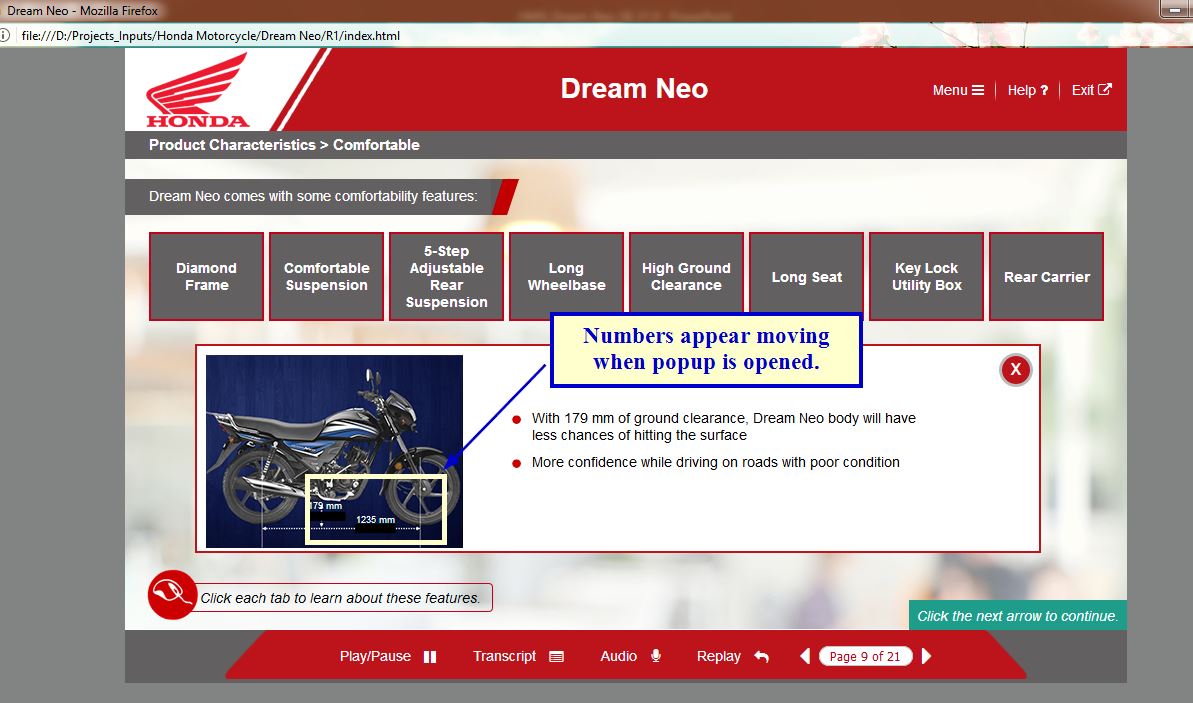 Dream Neo - Mozilla Firefox
file:///D:/Projects_Inputs/Honda Motorcycle/Dream Neo/R1/index.html
HONDA
Dream Neo
Menu
Help ?
Exit
Product Characteristics > Comfortable
Dream Neo comes with some comfortability features:
Diamond
Frame
Comfortable
Suspension
5-Step
Adjustable
Rear
Suspension
Long
Wheelbase
High Ground
Clearance
Long Seat
Key Lock
Utility Box
Rear Carrier
Numbers appear moving
when popup is opened.
X
With 179 mm of ground clearance, Dream Neo body will have
less chances of hitting the surface
More confidence while driving on roads with poor condition
179 mm
1235 mm
Click each tab to learn about these features.
Click the next arrow to continue.
Play/Pause
Transcript
Audio
Replay
Page 9 of 21